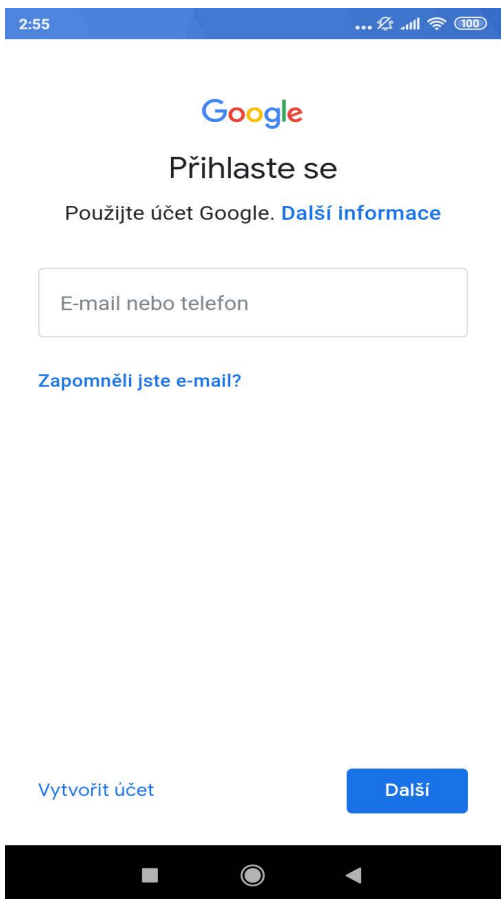 2:55
... 100
Google
Přihlaste se
Použijte účet Google. Další informace
E-mail nebo telefon
Zapomněli jste e-mail?
Vytvořit účet
Další